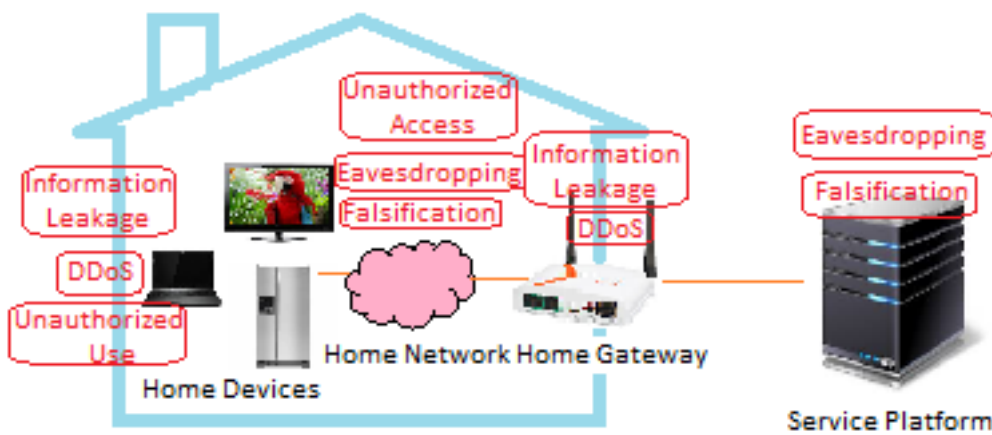 Unauthorized
Access
Eavesdropping
Falsification
Information
Leakage
DDoS
Eavesdropping
Falsification
Information
Leakage
DDoS
Unauthorized
Use
Home Devices
Home Network
Home Gateway
Service Platform